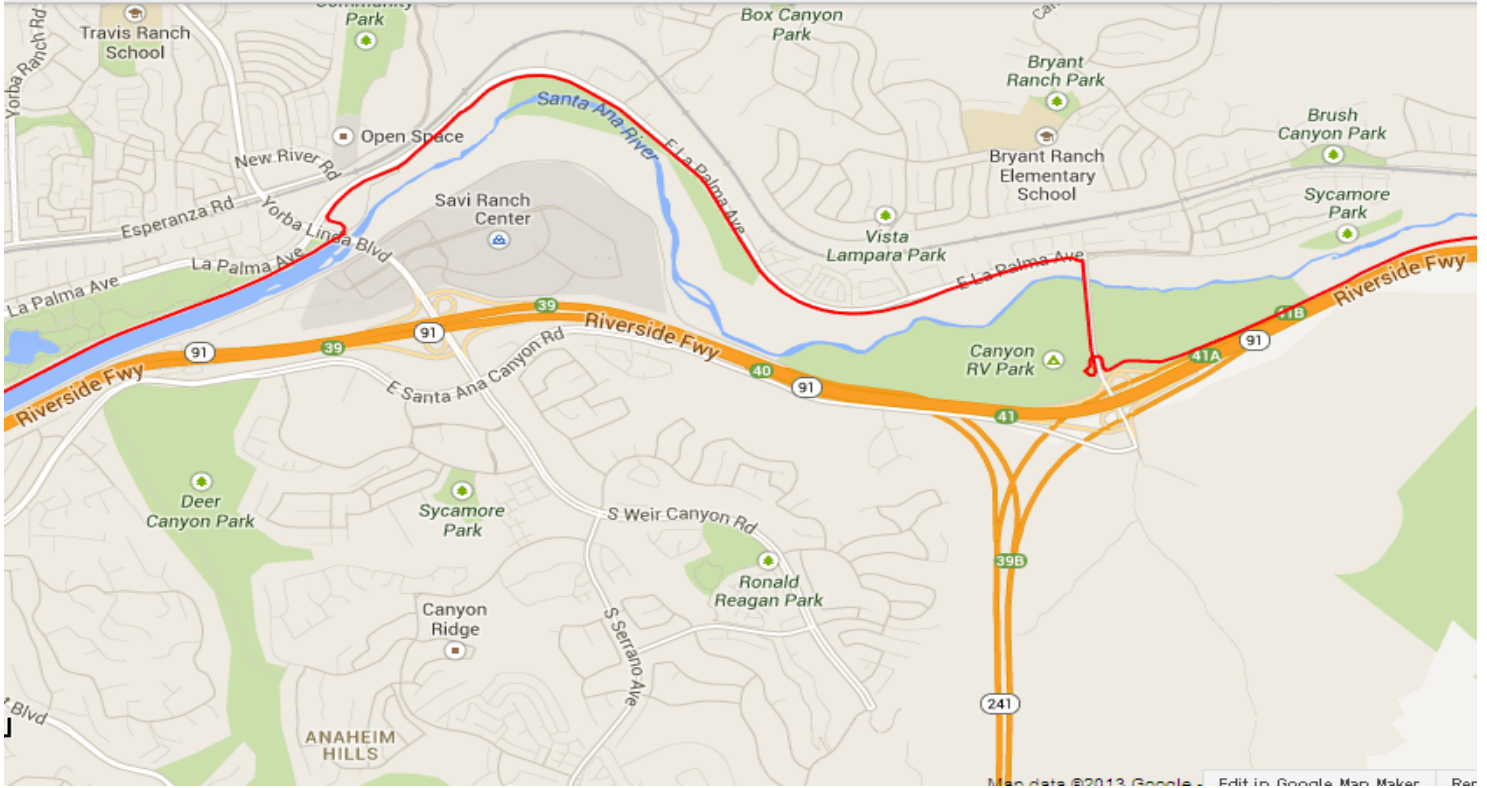 Community
Park
Travis Ranch
School
Yorba Ranch Rd
Box Canyon
Park
Bryant
Ranch Park
Brush
Canyon Park
Santa Ana River
Open Space
New River Rd
E La Palma Ave
Bryant Ranch
Elementary
School
Savi Ranch
Center
Sycamore
Park
Esperanza Rd
Yorba Linda Blvd
Vista
Lampara Park
La Palma Ave
E La Palma Ave
La Palma Ave
Riverside Fwy
39
91
39
91
Riverside Fwy
41B
91
41A
Canyon
RV Park
40
91
E Santa Ana Canyon Rd
Riverside Fwy
41
Deer
Canyon Park
Sycamore
Park
S Weir Canyon Rd
39B
Ronald
Reagan Park
Canyon
Ridge
S Serrano Ave
241
Blvd
ANAHEIM
HILLS
Map data ©2013 Google -
Edit in Google Map Maker